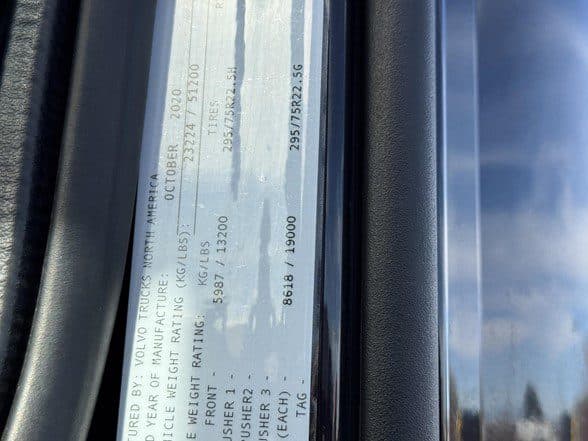 TURED BY: VOLVO TRUCKS NORTH AMERICA
D YEAR OF MANUFACTURE: OCTOBER 2020
ICLE WEIGHT RATING (KG/LBS): 23224 / 51200
E WEIGHT RATING: KG/LBS TIRES R
FRONT - 5987 / 13200 295/75R22.5H
USHER 1 -
PUSHER2 -
USHER 3 -
(EACH) - 8618 / 19000 295/75R22.5G
TAG -